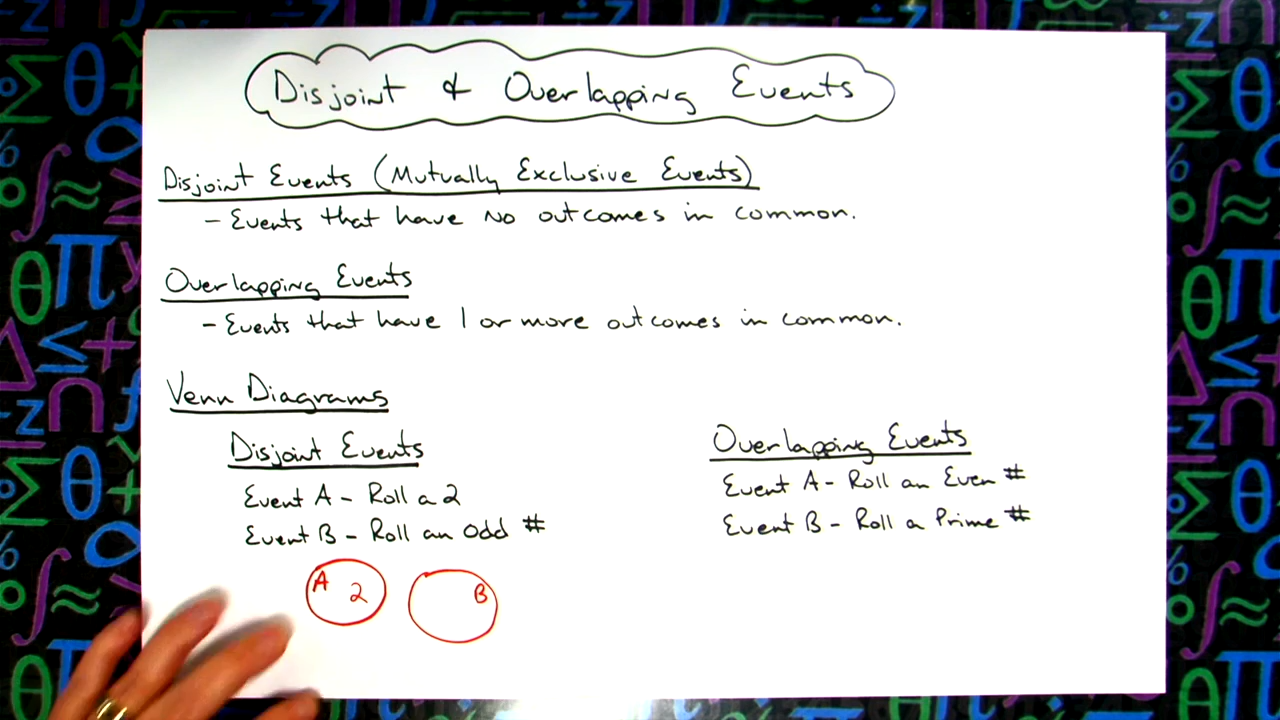 Disjoint & Overlapping Events
Disjoint Events (Mutually Exclusive Events)
- Events that have no outcomes in common.
Overlapping Events
- Events that have 1 or more outcomes in common.
Venn Diagrams
Disjoint Events
Event A - Roll a 2
Event B - Roll an Odd #
A 2
B
Overlapping Events
Event A - Roll an Even #
Event B - Roll a Prime #